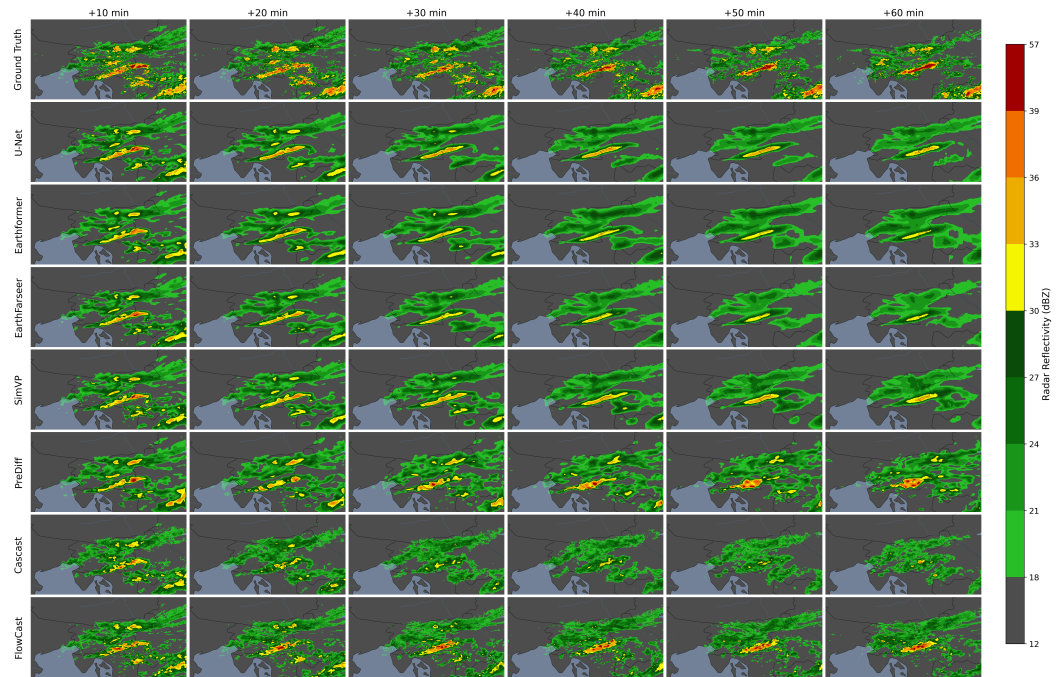 +10 min +20 min +30 min +40 min +50 min +60 min
Ground Truth
U-Net
Earthformer
EarthFarseer
SimVP
PreDiff
Cascast
FlowCast
57
39
36
33
30
27
24
21
18
12
Radar Reflectivity (dBZ)